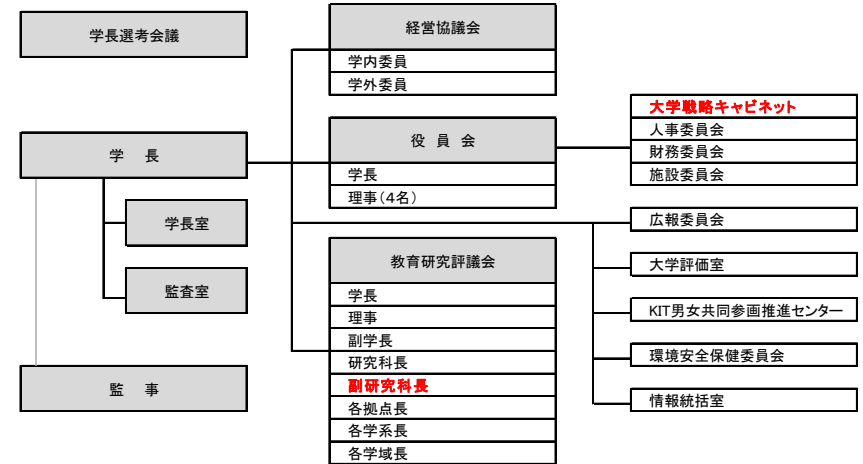 学長選考会議
経営協議会
学内委員
学外委員
学　長
学長室
監査室
監　事
役 員 会
学長
理事（４名）
教育研究評議会
学長
理事
副学長
研究科長
副研究科長
各拠点長
各学系長
各学域長
大学戦略キャビネット
人事委員会
財務委員会
施設委員会
広報委員会
大学評価室
KIT男女共同参画推進センター
環境安全保健委員会
情報統括室